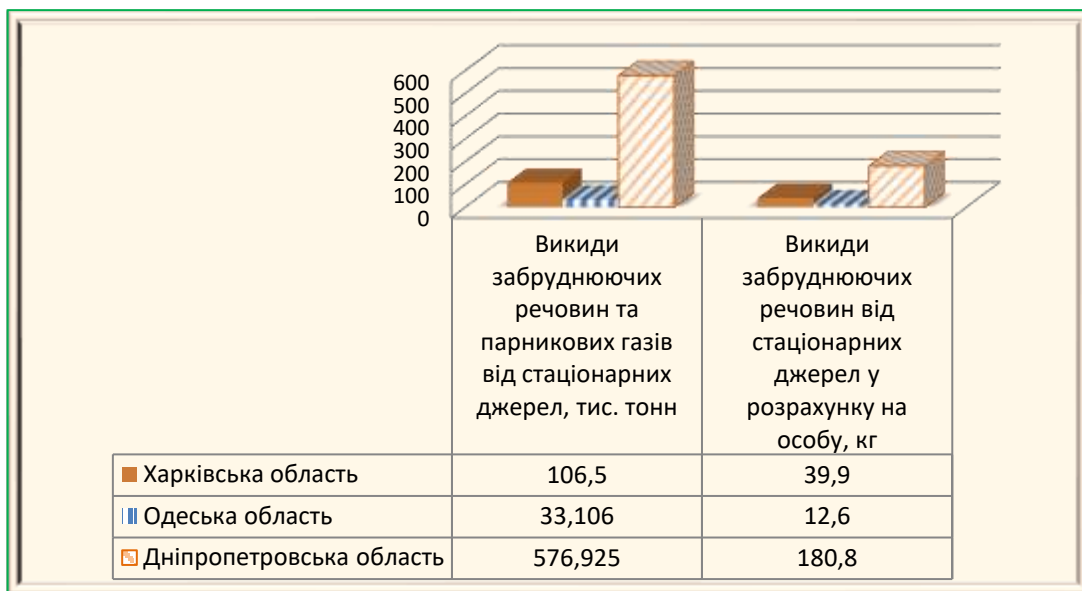 600
500
400
300
200
100
0
Викиди
забруднюючих
речовин та
парникових газів
від стаціонарних
джерел, тис. тонн
Викиди
забруднюючих
речовин від
стаціонарних
джерел у
розрахунку на
особу, кг
Харківська область 106,5 39,9
Одеська область 33,106 12,6
Дніпропетровська область 576,925 180,8